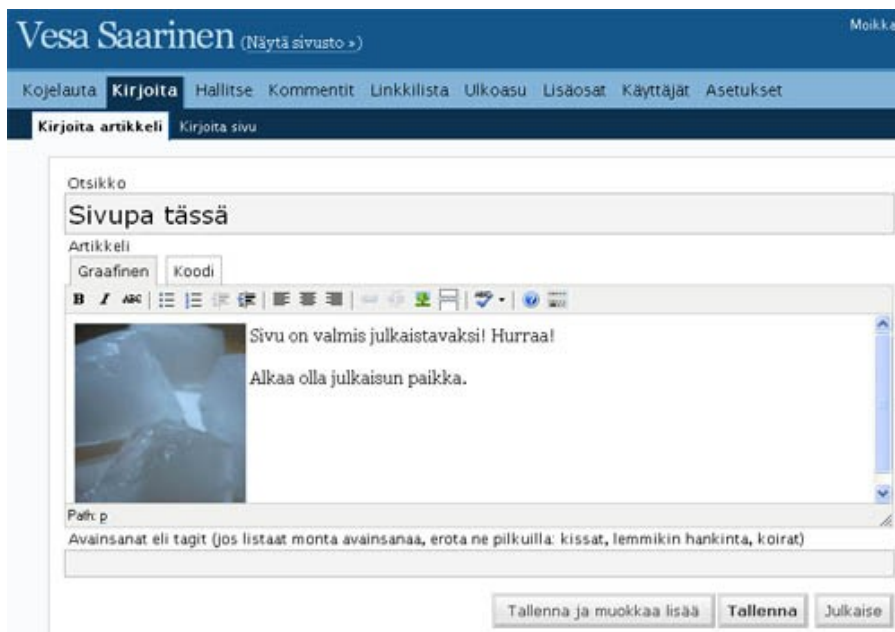 Vesa Saarinen (Näytä sivusto »)
Moikka
Kojelauta Kirjoita Hallitse Kommentit Linkkilista Ulkoasu Lisäosat Käyttäjät Asetukset
Kirjoita artikkeli Kirjoita sivu
Otsikko
Sivupa tässä
Artikkeli
Graafinen Koodi
B I ABC ABC
Sivu on valmis julkaistavaksi! Hurraa!
Alkaa olla julkaisun paikka.
Path: p
Avainsanat eli tagit (jos listaat monta avainsanaa, erota ne pilkuilla: kissat, lemmikin hankinta, koirat)
Tallenna ja muokkaa lisää Tallenna Julkaise